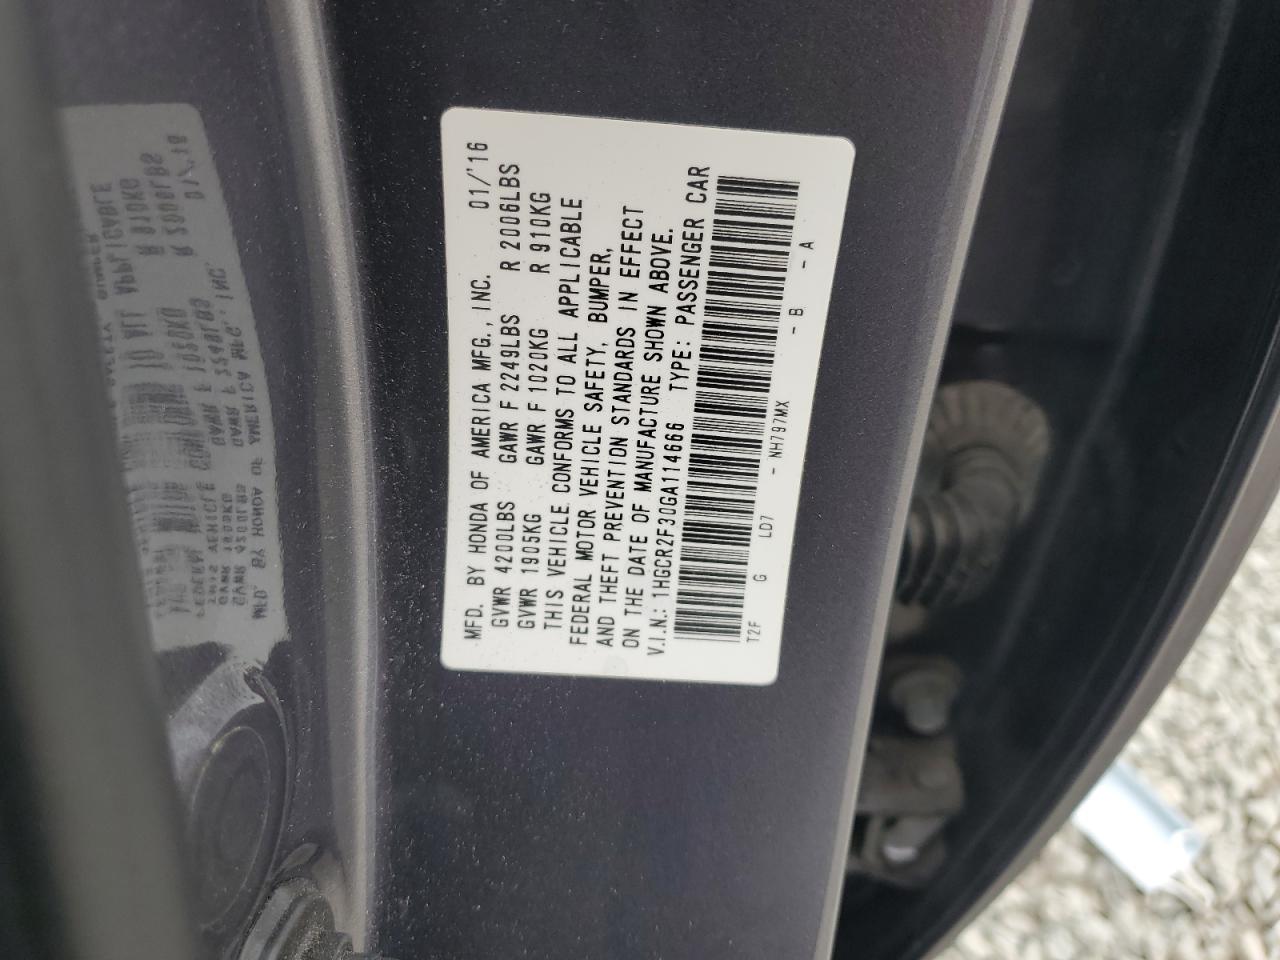 MFD. BY HONDA OF AMERICA MFG., INC. 01/'16
GVWR 4200LBS GAWR F 2249LBS R 2006LBS
GVWR 1905KG GAWR F 1020KG R 910KG
THIS VEHICLE CONFORMS TO ALL APPLICABLE
FEDERAL MOTOR VEHICLE SAFETY, BUMPER,
AND THEFT PREVENTION STANDARDS IN EFFECT
ON THE DATE OF MANUFACTURE SHOWN ABOVE.
V.I.N.: 1HGCR2F30GA114666 TYPE: PASSENGER CAR
T2F G LD7 - NH797MX - B - A